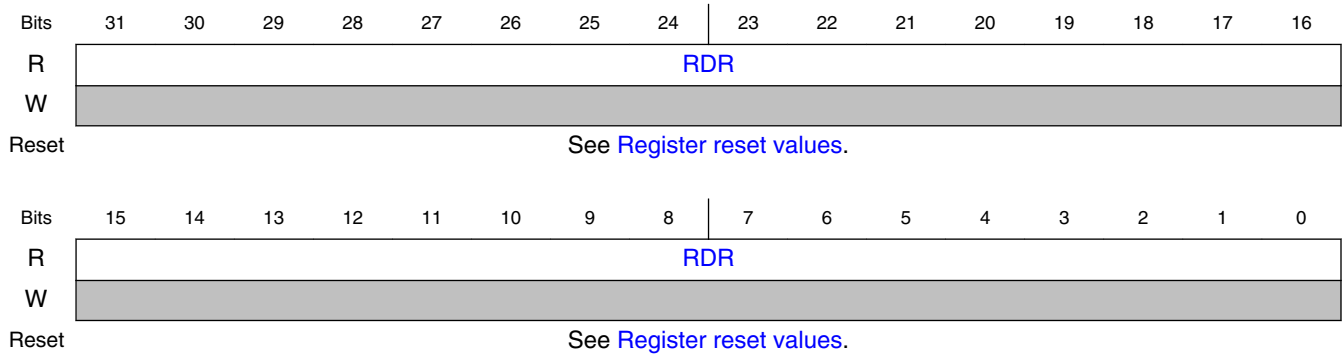 Bits 31 30 29 28 27 26 25 24 23 22 21 20 19 18 17 16
R RDR
W
Reset See Register reset values.
Bits 15 14 13 12 11 10 9 8 7 6 5 4 3 2 1 0
R RDR
W
Reset See Register reset values.